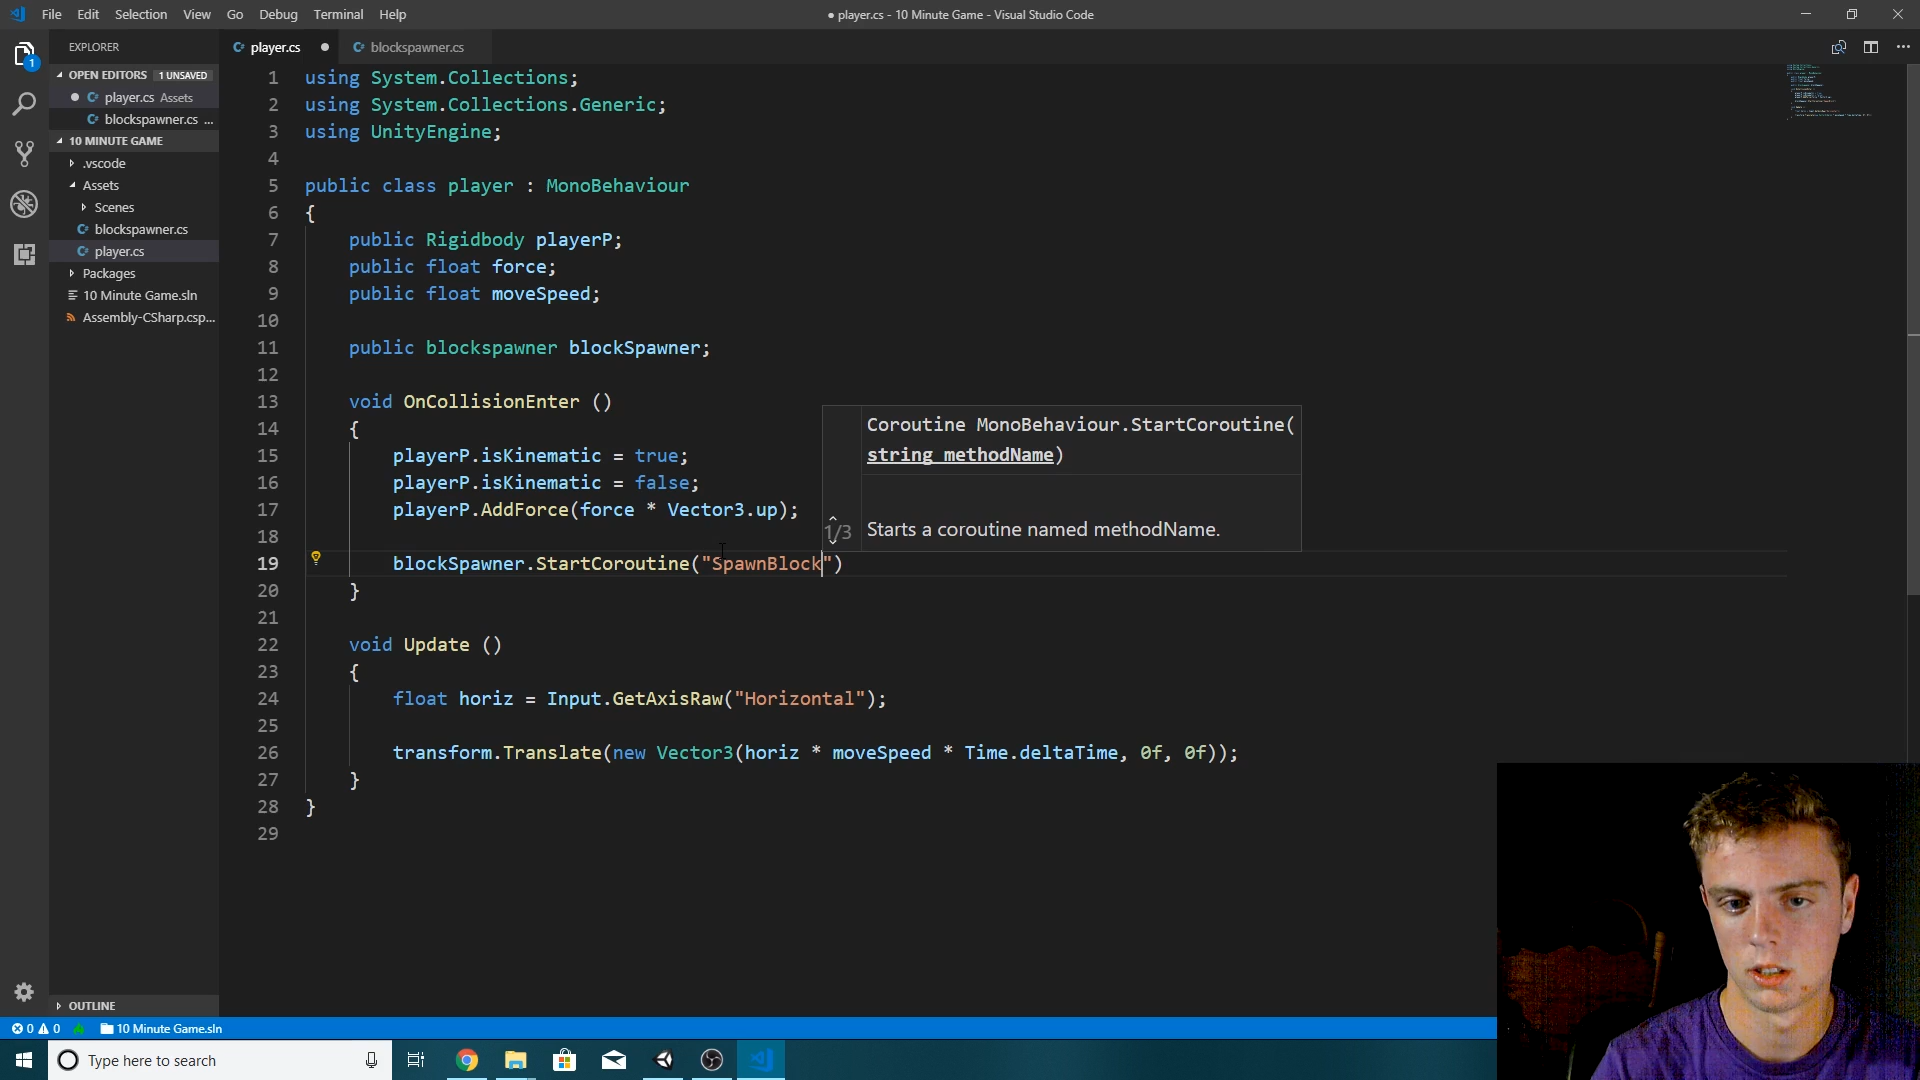 File Edit Selection View Go Debug Terminal Help
● player.cs - 10 Minute Game - Visual Studio Code
EXPLORER
player.cs
blockspawner.cs
OPEN EDITORS 1 UNSAVED
player.cs Assets
blockspawner.cs ...
10 MINUTE GAME
.vscode
Assets
Scenes
blockspawner.cs
player.cs
Packages
10 Minute Game.sln
Assembly-CSharp.csp...
OUTLINE
1
1 using System.Collections;
2 using System.Collections.Generic;
3 using UnityEngine;
4
5 public class player : MonoBehaviour
6 {
7 public Rigidbody playerP;
8 public float force;
9 public float moveSpeed;
10
11 public blockspawner blockSpawner;
12
13 void OnCollisionEnter ()
14 {
15 playerP.isKinematic = true;
16 playerP.isKinematic = false;
17 playerP.AddForce(force * Vector3.up);
18
19 blockSpawner.StartCoroutine("SpawnBlock")
20 }
21
22 void Update ()
23 {
24 float horiz = Input.GetAxisRaw("Horizontal");
25
26 transform.Translate(new Vector3(horiz * moveSpeed * Time.deltaTime, 0f, 0f));
27 }
28 }
29
Coroutine MonoBehaviour.StartCoroutine(
string methodName)
1/3
Starts a coroutine named methodName.
0 0 10 Minute Game.sln
Type here to search